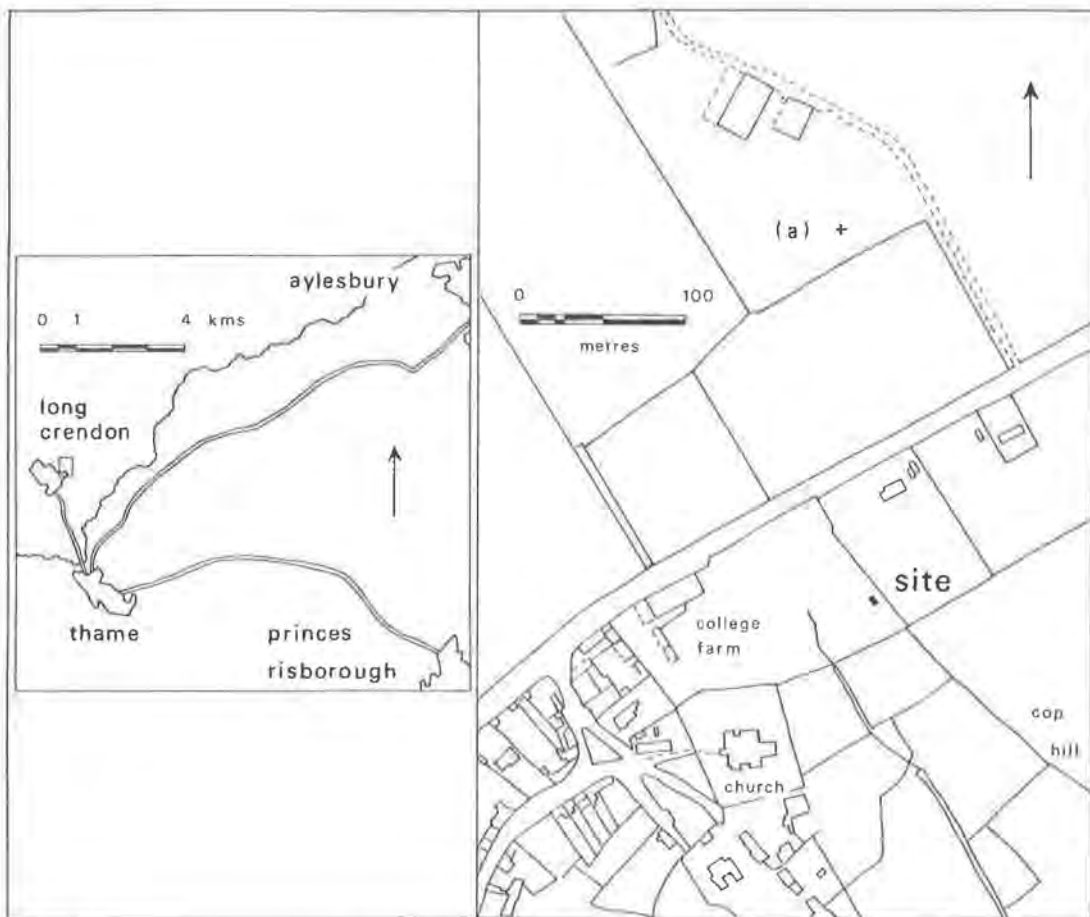 aylesbury
0 1 4 kms
long
crendon
thame
princes
risborough
(a) +
0 100
metres
site
college
farm
church
cop
hill